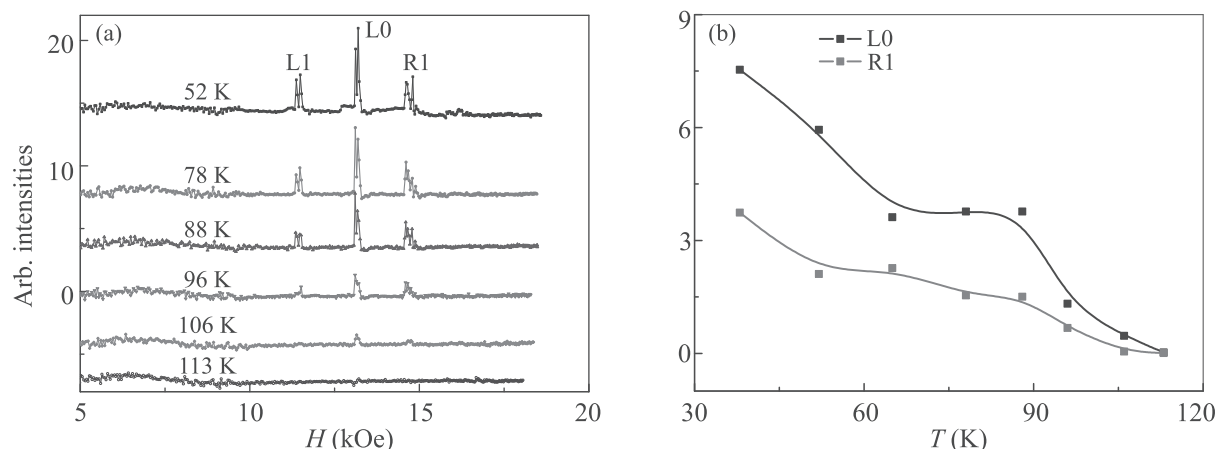 (a)
L0
L1
R1
52 K
78 K
88 K
96 K
106 K
113 K
20
10
0
Arb. intensities
5
10
15
20
H (kOe)
(b)
L0
R1
9
6
3
0
30
60
90
120
T (K)